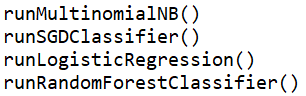 runMultinomialNB()
runSGDClassifier()
runLogisticRegression()
runRandomForestClassifier()